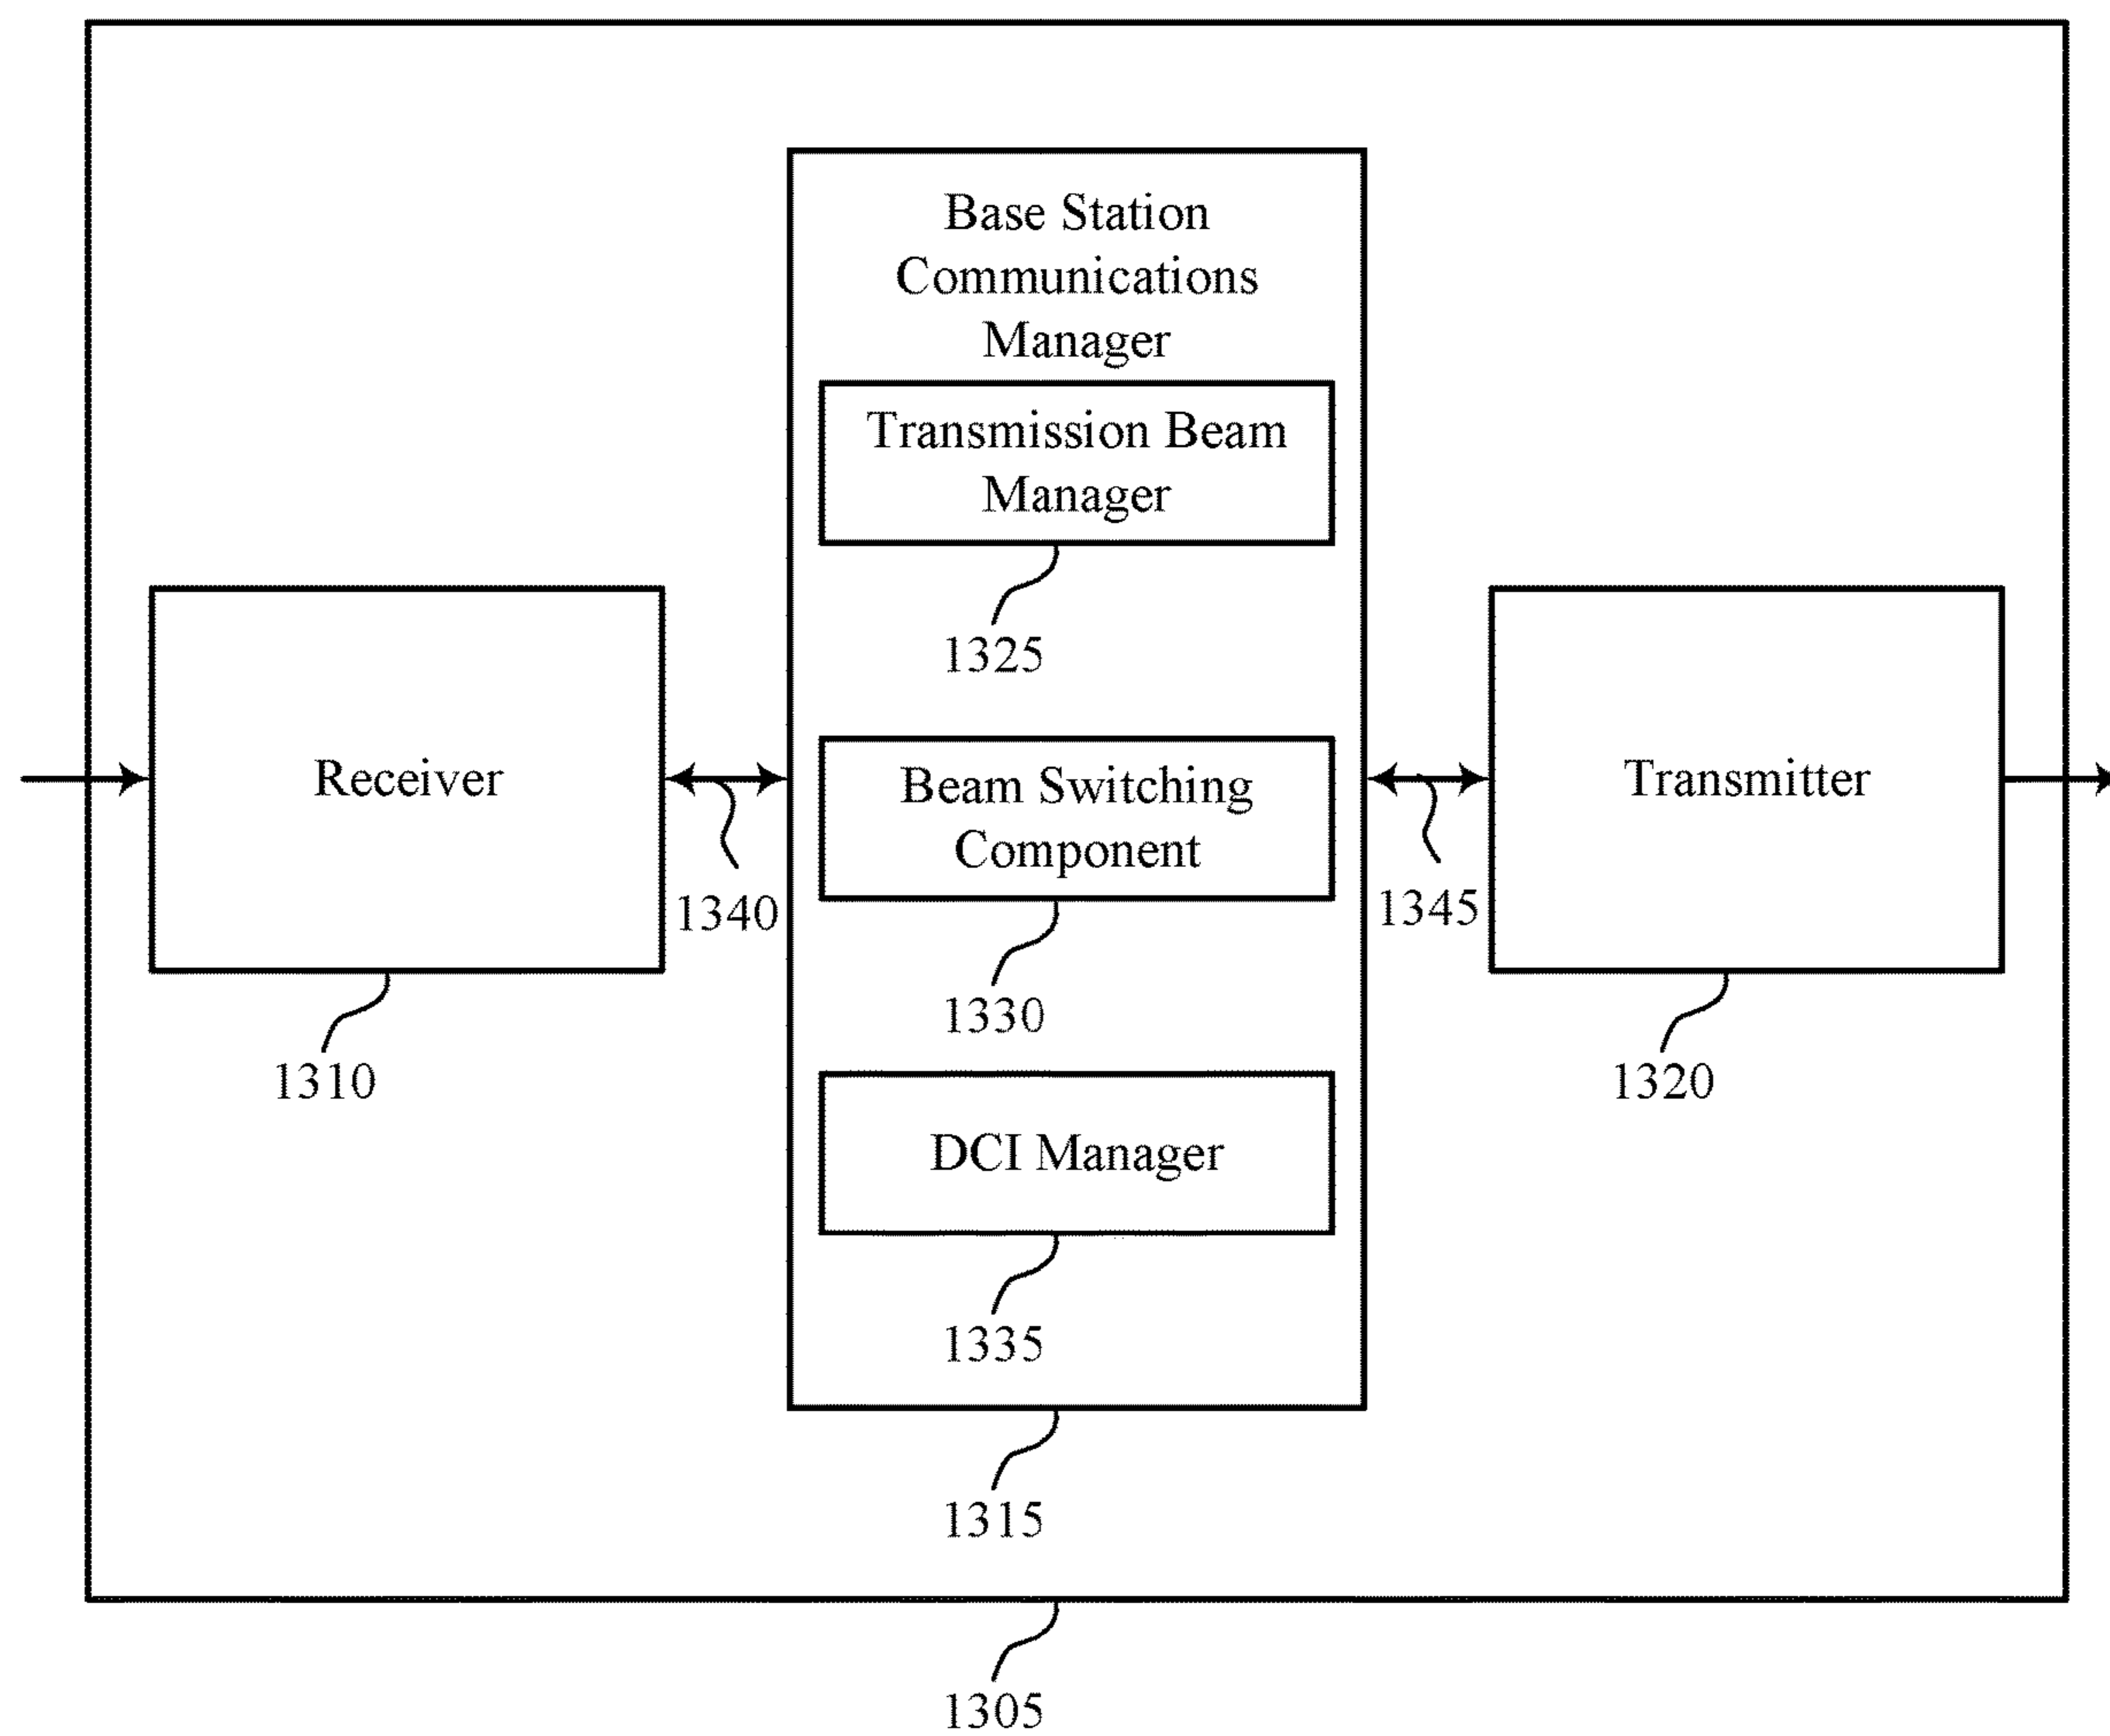 Base Station
Communications
Manager
Transmission Beam
Manager
1325
Receiver
Beam Switching
Component
Transmitter
1340
1345
1330
1310
1320
DCI Manager
1335
1315
1305